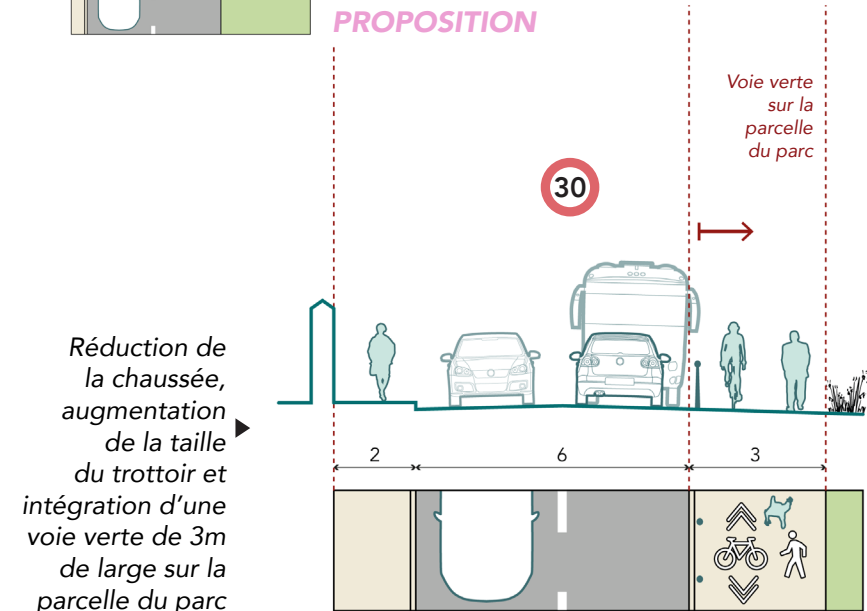 PROPOSITION
Voie verte
sur la
parcelle
du parc
30
Réduction de
la chaussée,
augmentation
de la taille
du trottoir et
intégration d'une
voie verte de 3m
de large sur la
parcelle du parc
2
6
3